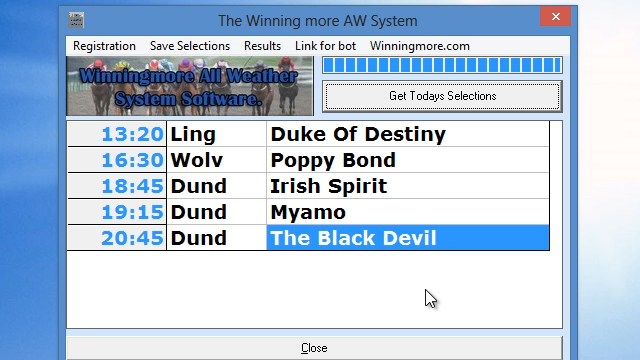 The Winning more AW System
Registration Save Selections Results Link for bot Winningmore.com
Winningmore All Weather
System Software.
Get Todays Selections
13:20 Ling Duke Of Destiny
16:30 Wolv Poppy Bond
18:45 Dund Irish Spirit
19:15 Dund Myamo
20:45 Dund The Black Devil
Close